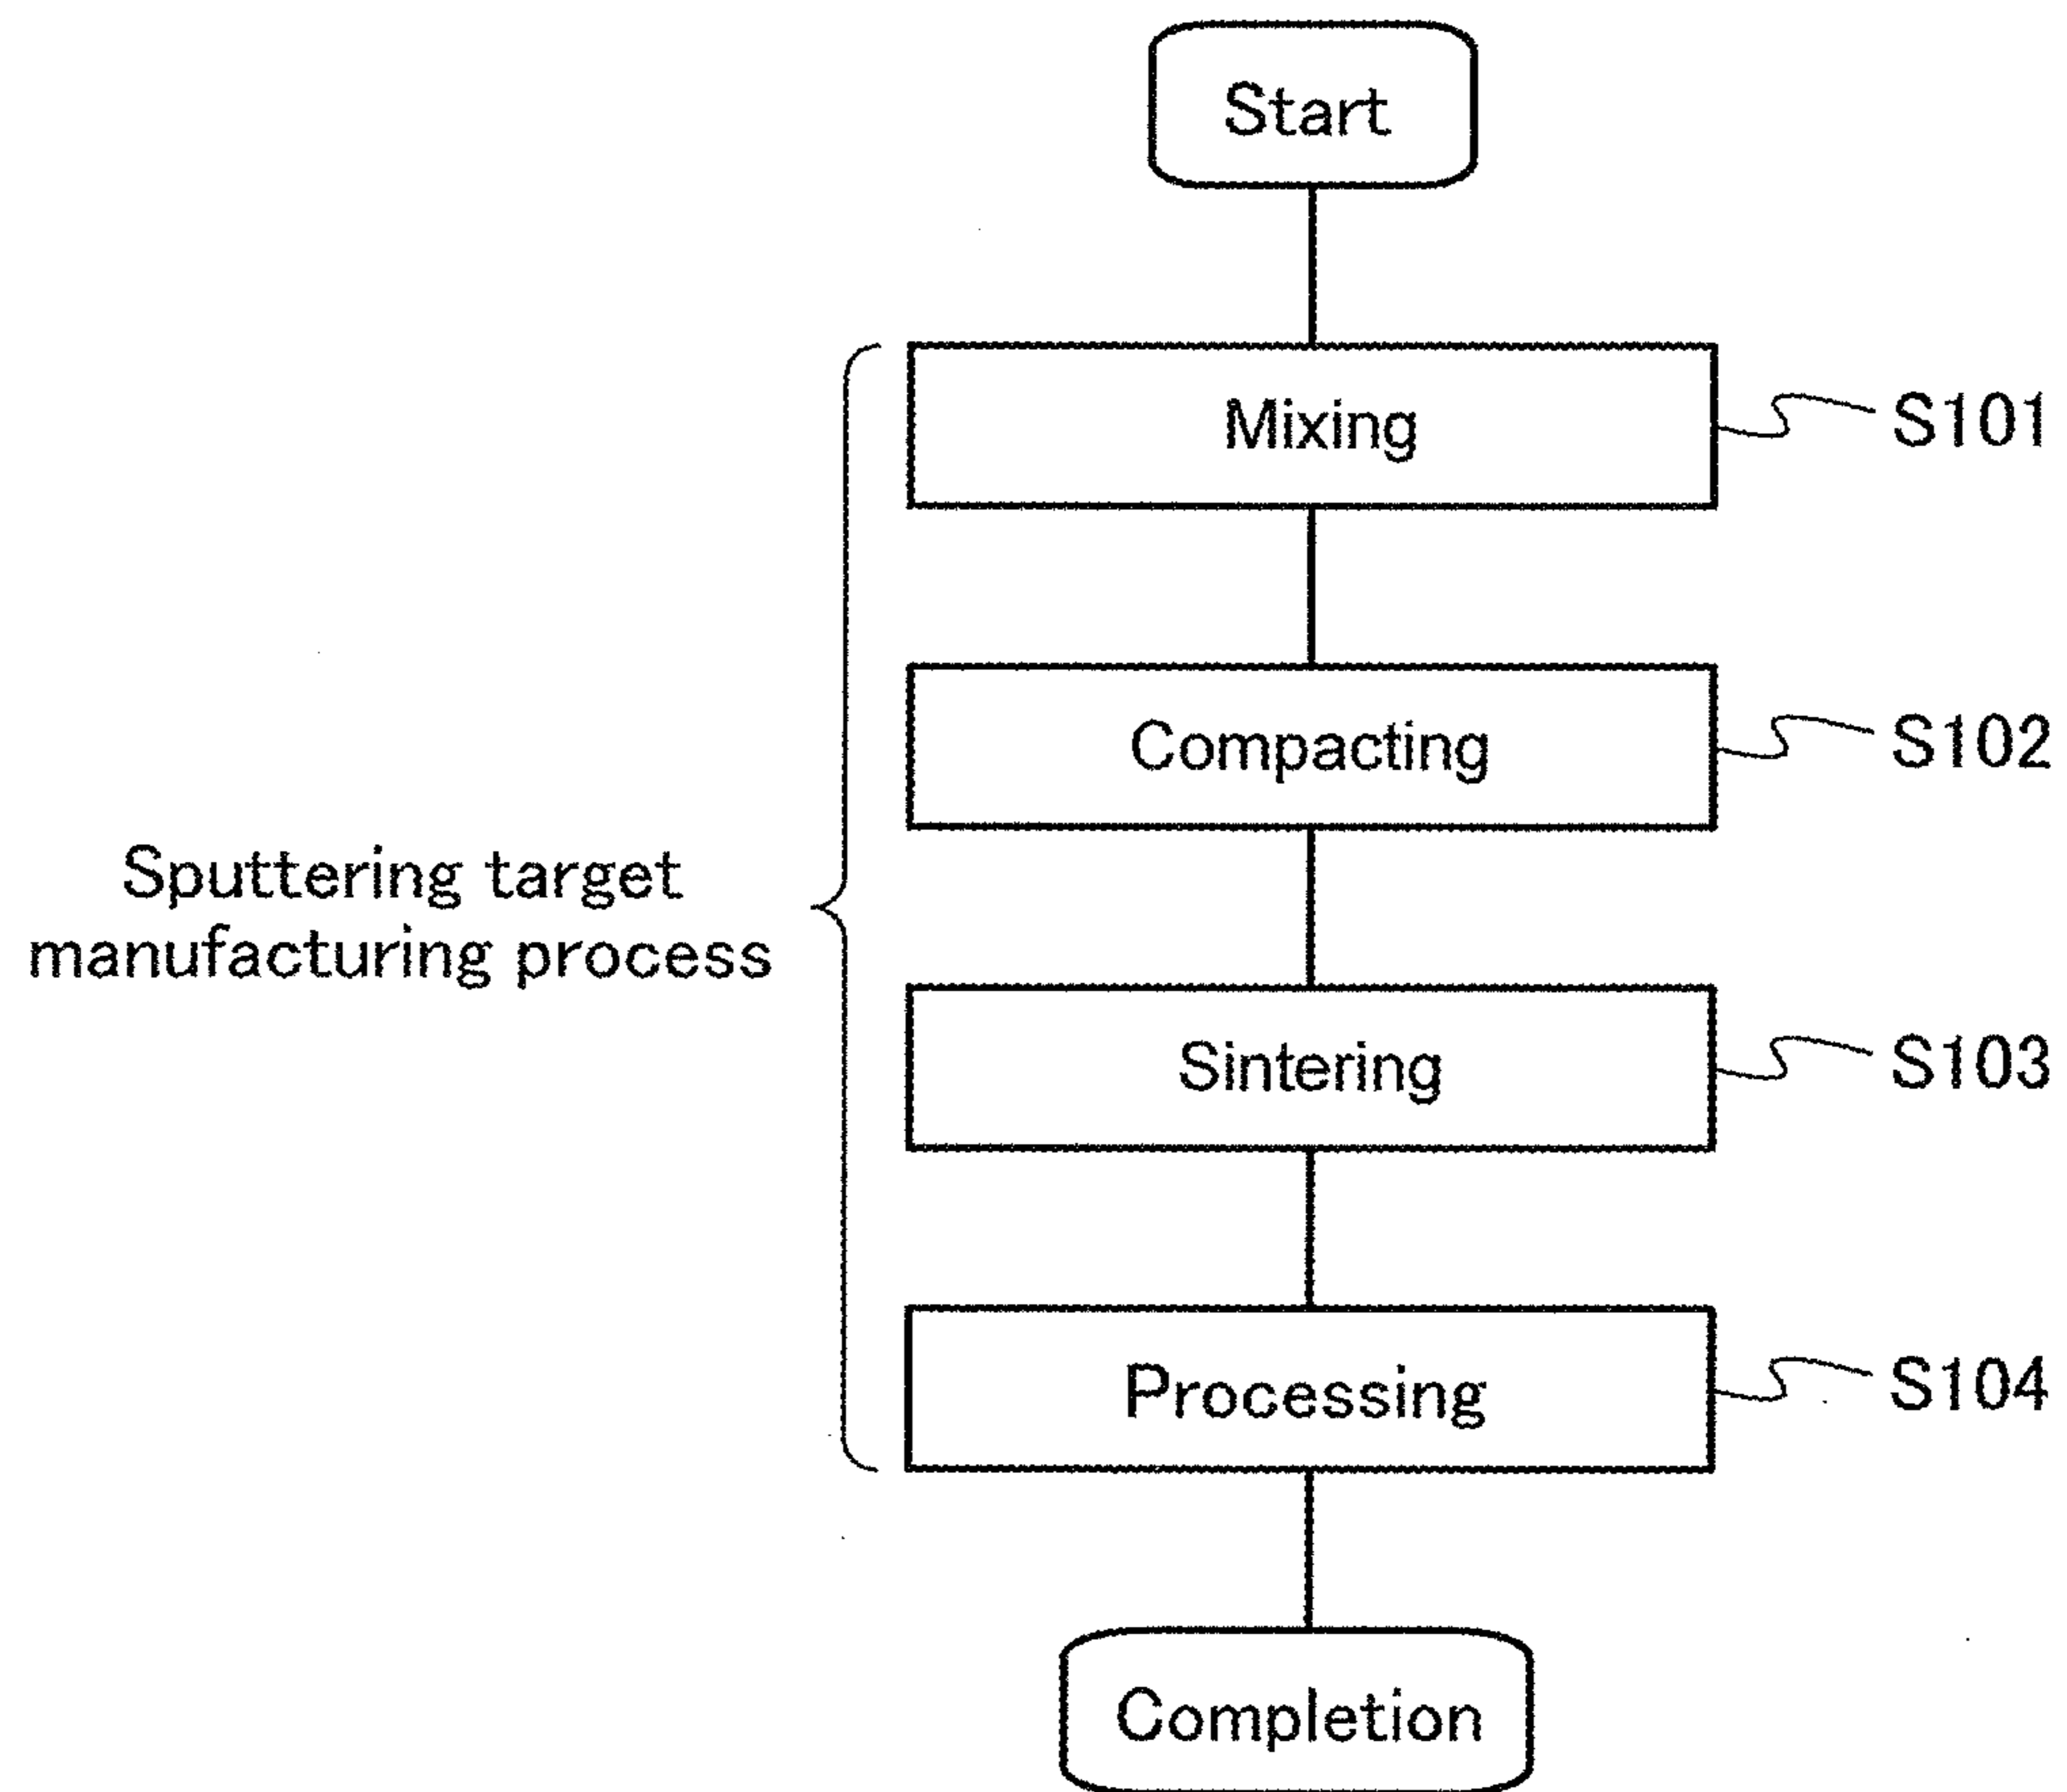 Start
Mixing
S101
Compacting
S102
Sputtering target
manufacturing process
Sintering
S103
Processing
S104
Completion